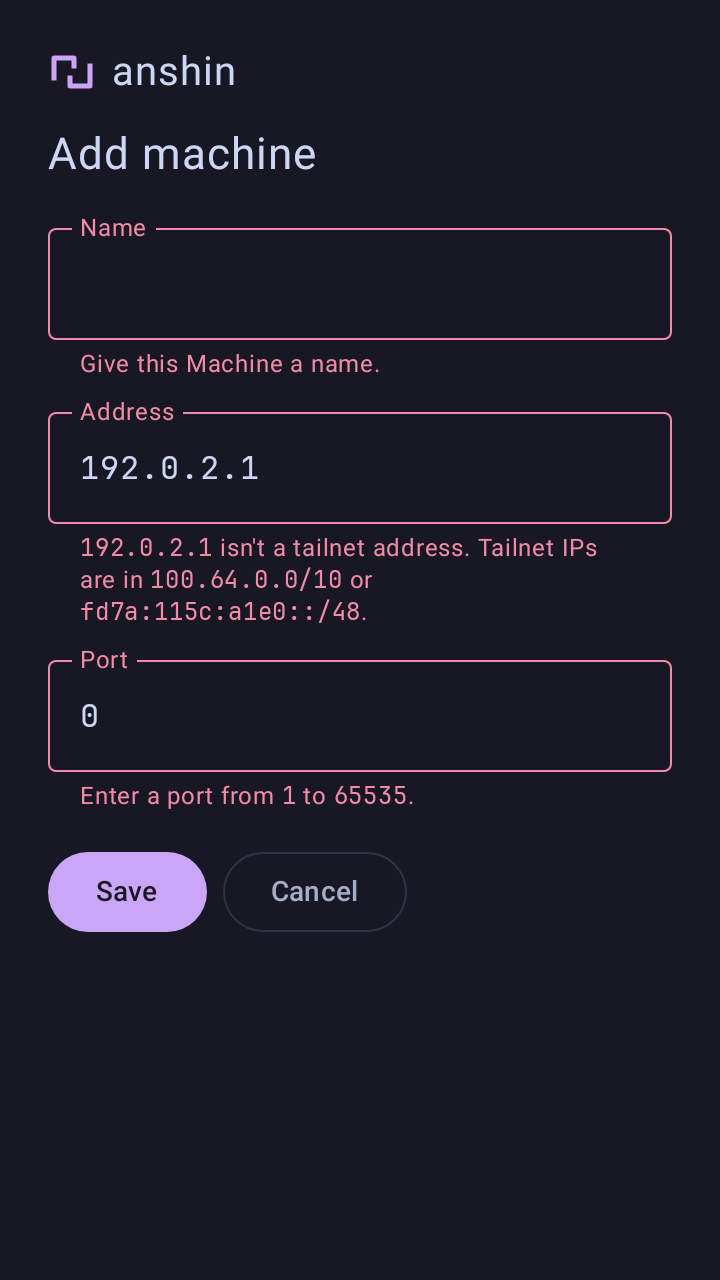 anshin
Add machine
Name
Give this Machine a name.
Address
192.0.2.1
192.0.2.1 isn't a tailnet address. Tailnet IPs
are in 100.64.0.0/10 or
fd7a:115c:a1e0::/48.
Port
0
Enter a port from 1 to 65535.
Save
Cancel